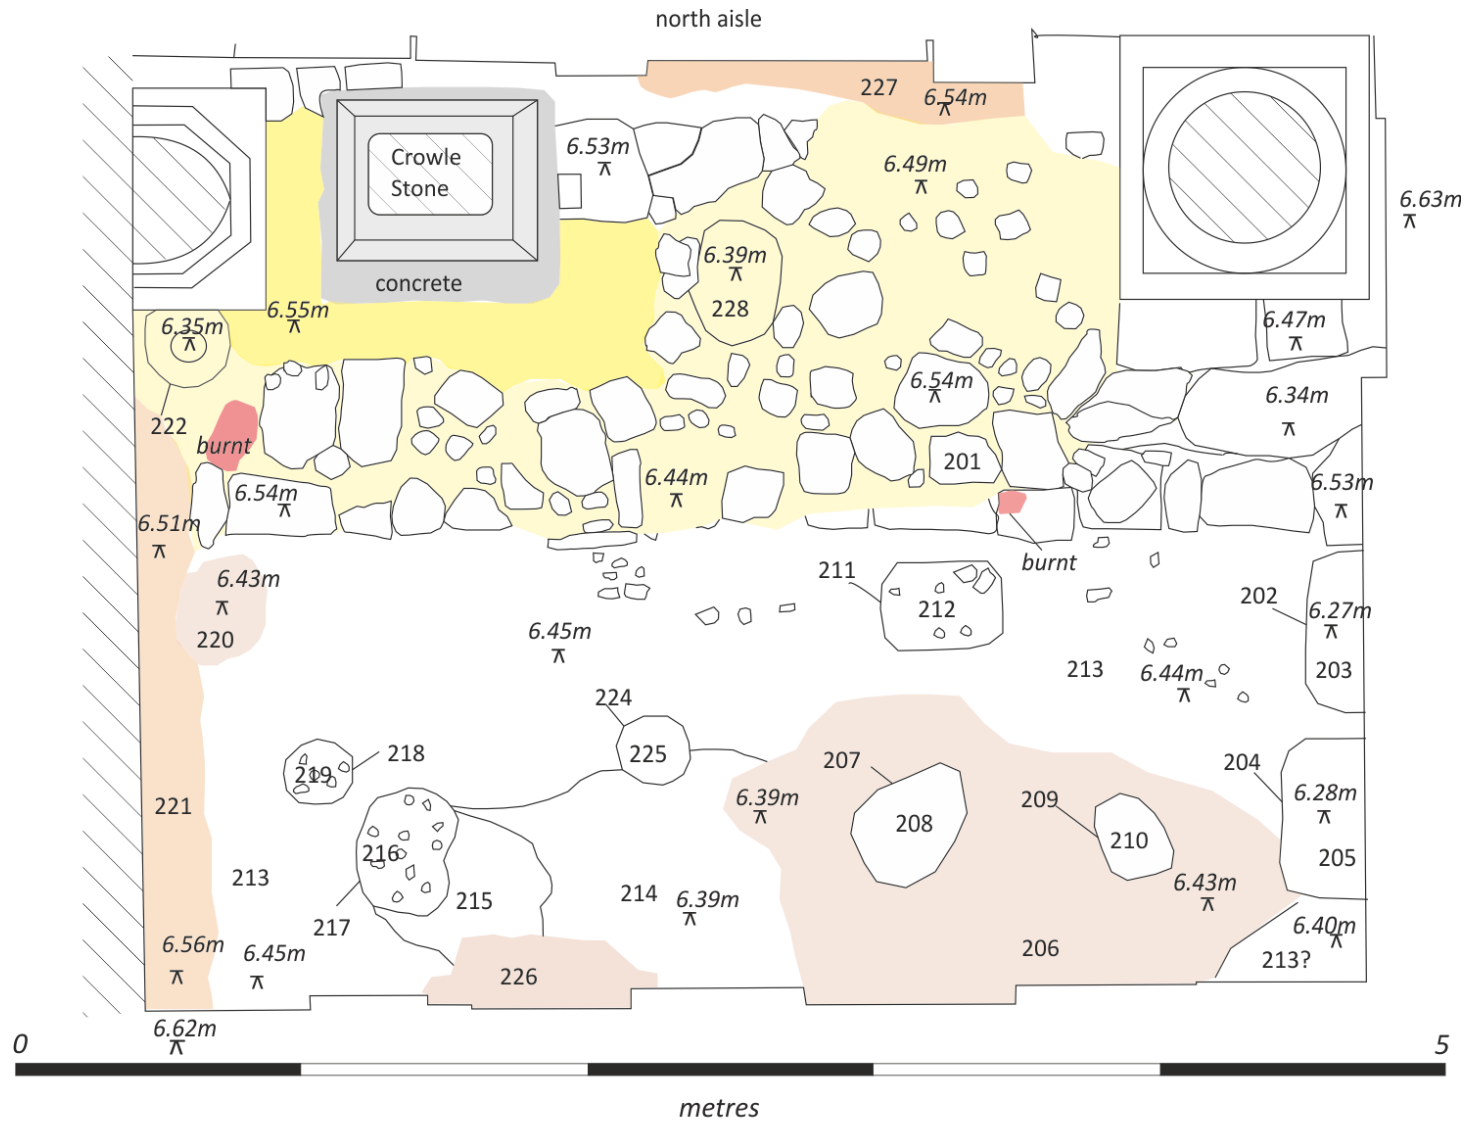 north aisle
227
6.54m
6.53m
Crowle
Stone
6.49m
6.63m
6.39m
concrete
228
6.55m
6.35m
6.47m
6.54m
6.34m
222
burnt
201
6.44m
6.54m
6.53m
6.51m
burnt
211
6.43m
212
202
6.27m
220
6.45m
213
6.44m
203
224
218
225
207
204
219
6.39m
209
6.28m
221
208
210
216
205
213
6.43m
214
6.39m
215
217
6.40m
6.56m
6.45m
206
213?
226
6.62m
0
5
metres